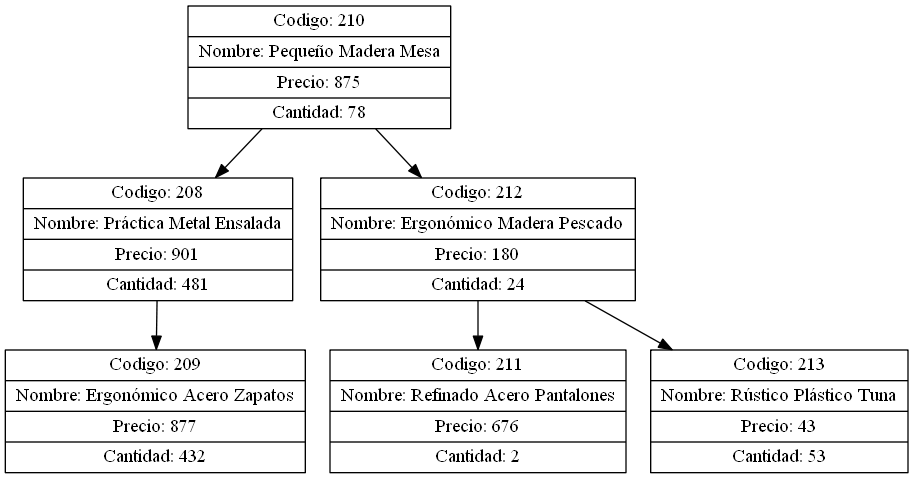 Codigo: 210
Nombre: Pequeño Madera Mesa
Precio: 875
Cantidad: 78
Codigo: 208
Nombre: Práctica Metal Ensalada
Precio: 901
Cantidad: 481
Codigo: 212
Nombre: Ergonómico Madera Pescado
Precio: 180
Cantidad: 24
Codigo: 209
Nombre: Ergonómico Acero Zapatos
Precio: 877
Cantidad: 432
Codigo: 211
Nombre: Refinado Acero Pantalones
Precio: 676
Cantidad: 2
Codigo: 213
Nombre: Rústico Plástico Tuna
Precio: 43
Cantidad: 53